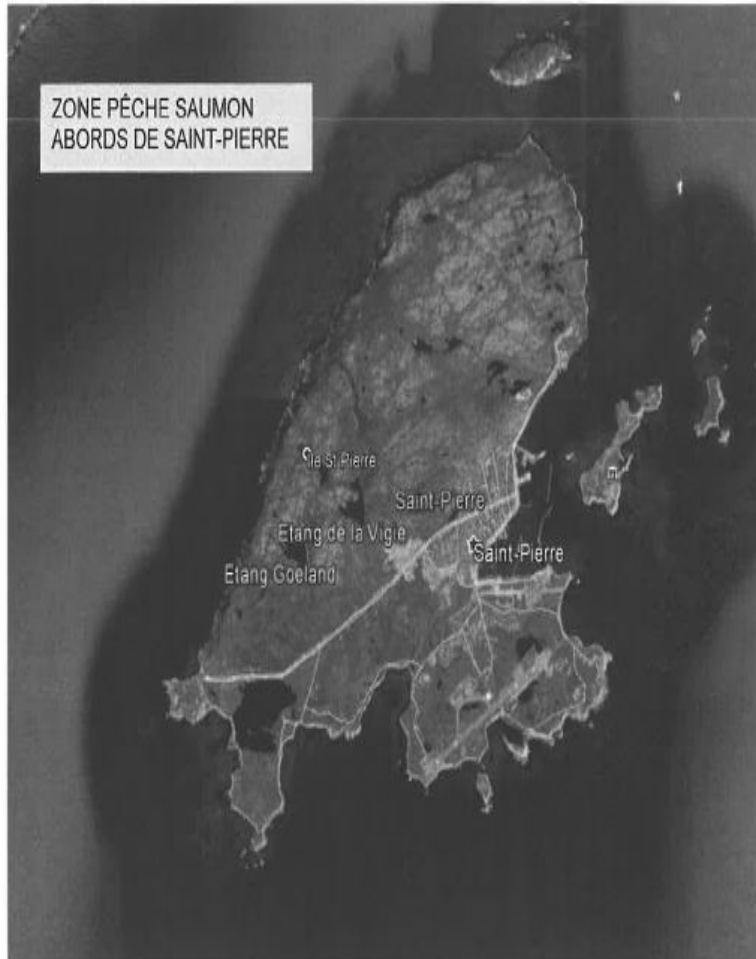 ZONE PÊCHE SAUMON
ABORDS DE SAINT-PIERRE
Ile St Pierre
Saint-Pierre
Etang de la Vigie
Saint-Pierre
Etang Goeland